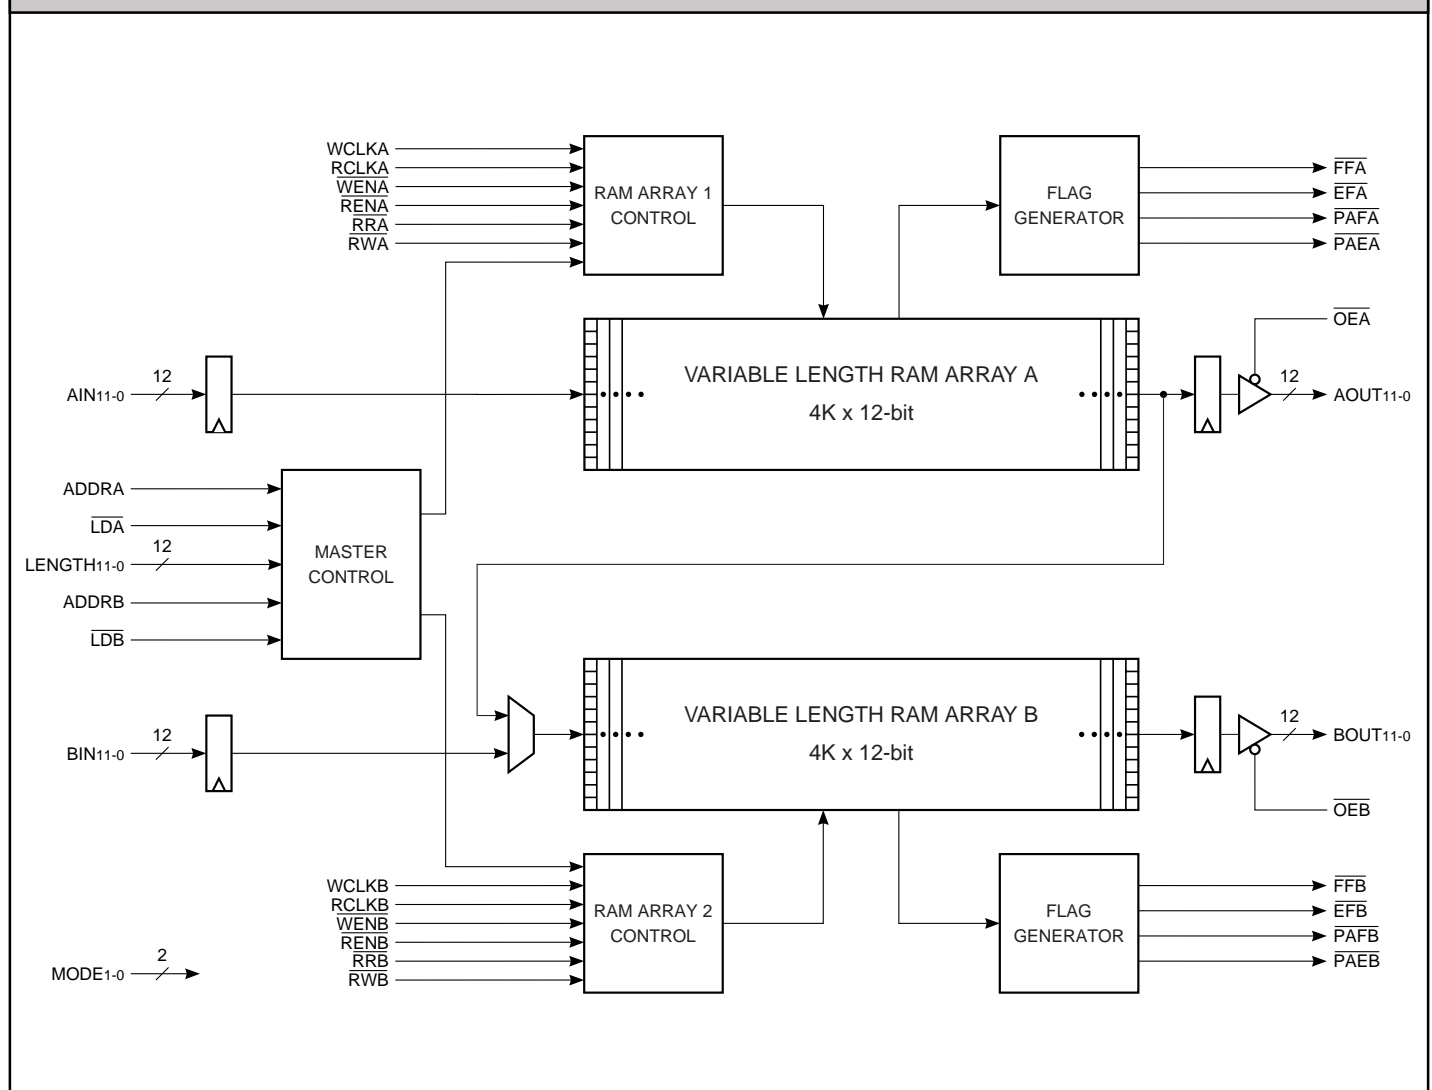 WCLKA
RCLKA
WENA
RENA
RRA
RWA
RAM ARRAY 1
CONTROL
FLAG
GENERATOR
FFA
EFA
PAFA
PAEA
OEA
AIN11-0
12
VARIABLE LENGTH RAM ARRAY A
4K x 12-bit
12
AOUT11-0
ADDRA
LDA
LENGTH11-0
12
ADDRB
LDB
MASTER
CONTROL
BIN11-0
12
VARIABLE LENGTH RAM ARRAY B
4K x 12-bit
12
BOUT11-0
OEB
WCLKB
RCLKB
WENB
RENB
RRB
RWB
RAM ARRAY 2
CONTROL
FLAG
GENERATOR
FFB
EFB
PAFB
PAEB
MODE1-0
2